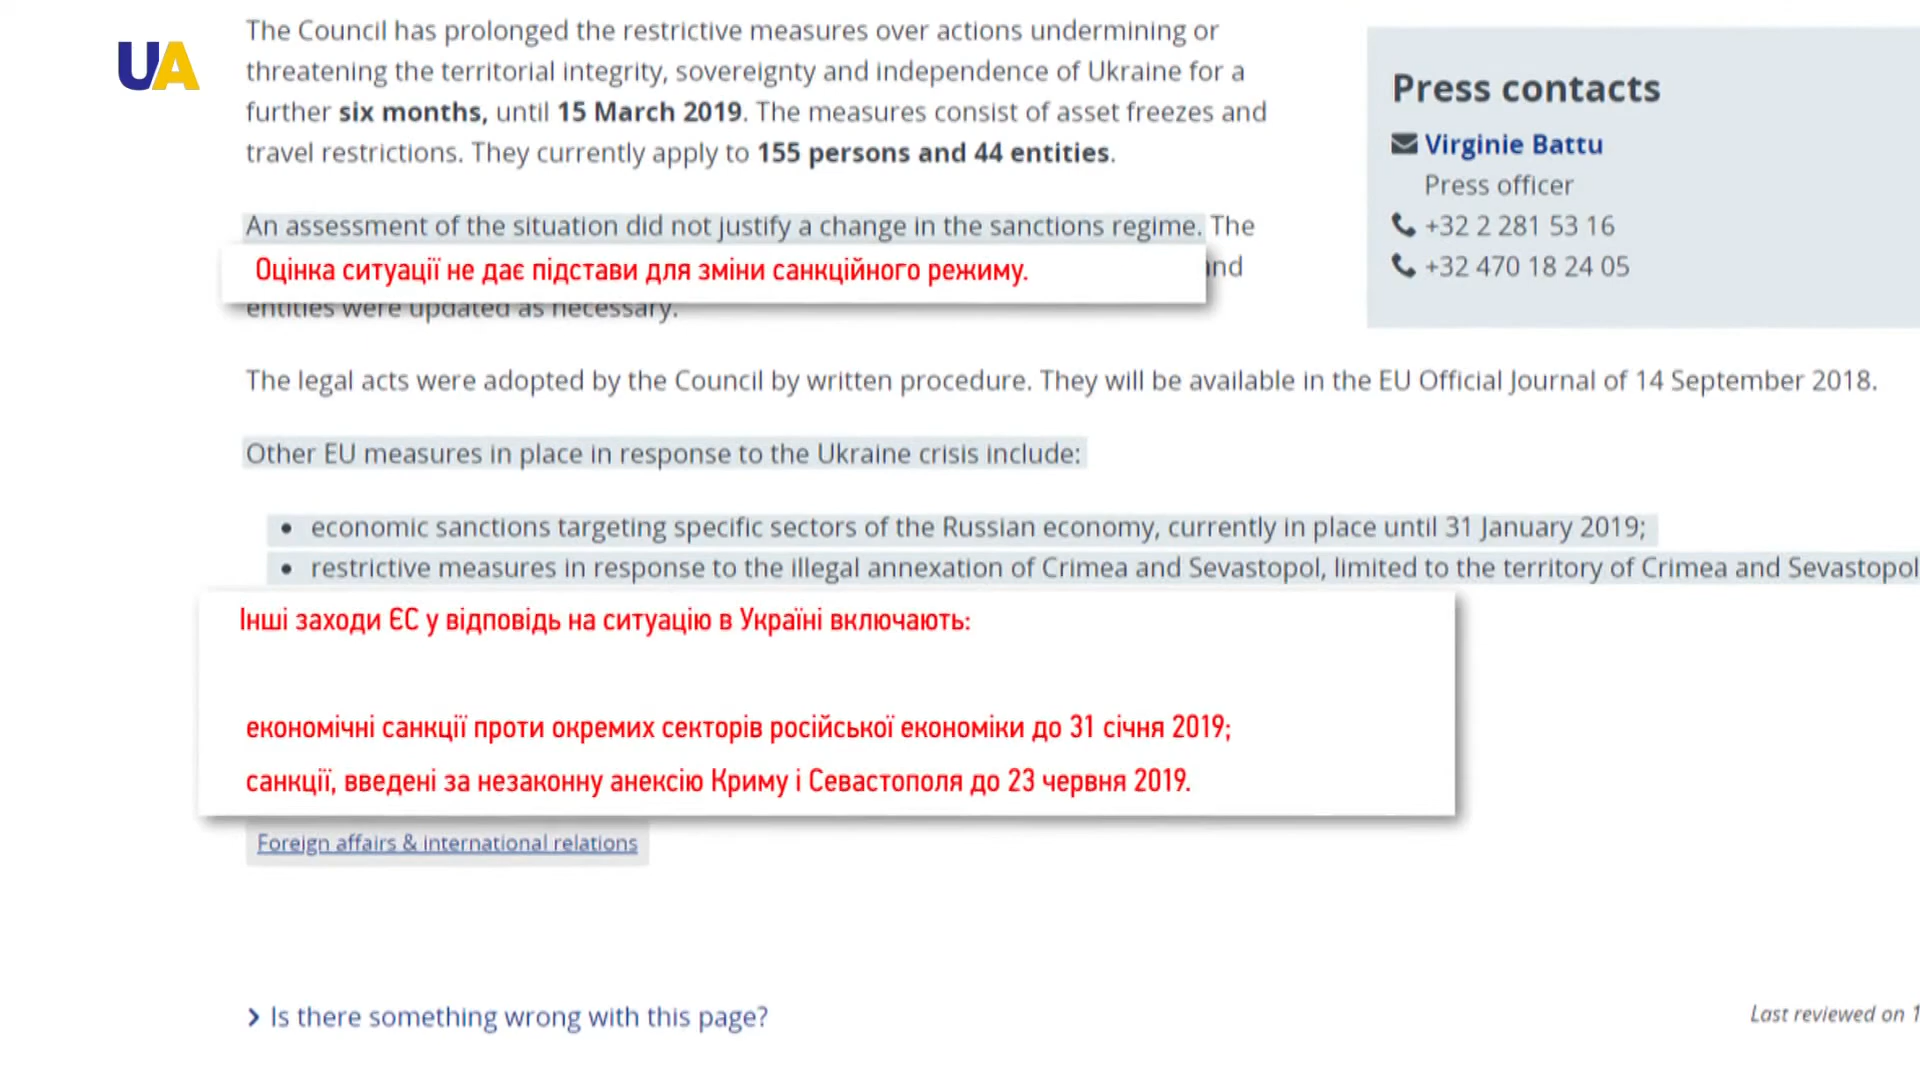 UA
The Council has prolonged the restrictive measures over actions undermining or
threatening the territorial integrity, sovereignty and independence of Ukraine for a
further six months, until 15 March 2019. The measures consist of asset freezes and
travel restrictions. They currently apply to 155 persons and 44 entities.
An assessment of the situation did not justify a change in the sanctions regime. The
Оцінка ситуації не дає підстави для зміни санкційного режиму.
entities were updated as necessary.
The legal acts were adopted by the Council by written procedure. They will be available in the EU Official Journal of 14 September 2018.
Other EU measures in place in response to the Ukraine crisis include:
• economic sanctions targeting specific sectors of the Russian economy, currently in place until 31 January 2019;
• restrictive measures in response to the illegal annexation of Crimea and Sevastopol, limited to the territory of Crimea and Sevastopol
Інші заходи ЄС у відповідь на ситуацію в Україні включають:
економічні санкції проти окремих секторів російської економіки до 31 січня 2019;
санкції, введені за незаконну анексію Криму і Севастополя до 23 червня 2019.
Foreign affairs & international relations
Is there something wrong with this page?
Last reviewed on 1
Press contacts
Virginie Battu
Press officer
+32 2 281 53 16
+32 470 18 24 05